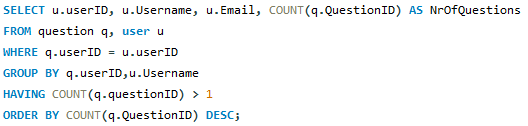 SELECT u.userID, u.Username, u.Email, COUNT(q.QuestionID) AS NrOfQuestions
FROM question q, user u
WHERE q.userID = u.userID
GROUP BY q.userID,u.Username
HAVING COUNT(q.questionID) > 1
ORDER BY COUNT(q.QuestionID) DESC;